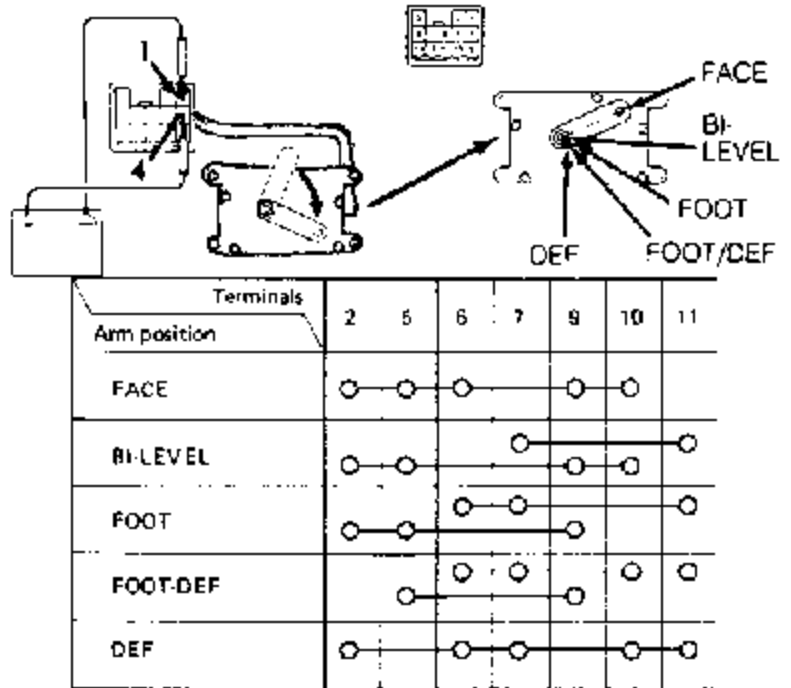 1
4
FACE
BI-
LEVEL
FOOT
FOOT/DEF
DEF
Terminals
Arm position
2 5 6 7 9 10 11
FACE
BI-LEVEL
FOOT
FOOT-DEF
DEF